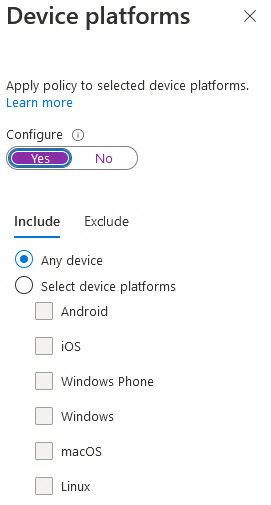 Device platforms
Apply policy to selected device platforms.
Learn more
Configure
Yes No
Include Exclude
Any device
Select device platforms
Android
iOS
Windows Phone
Windows
macOS
Linux